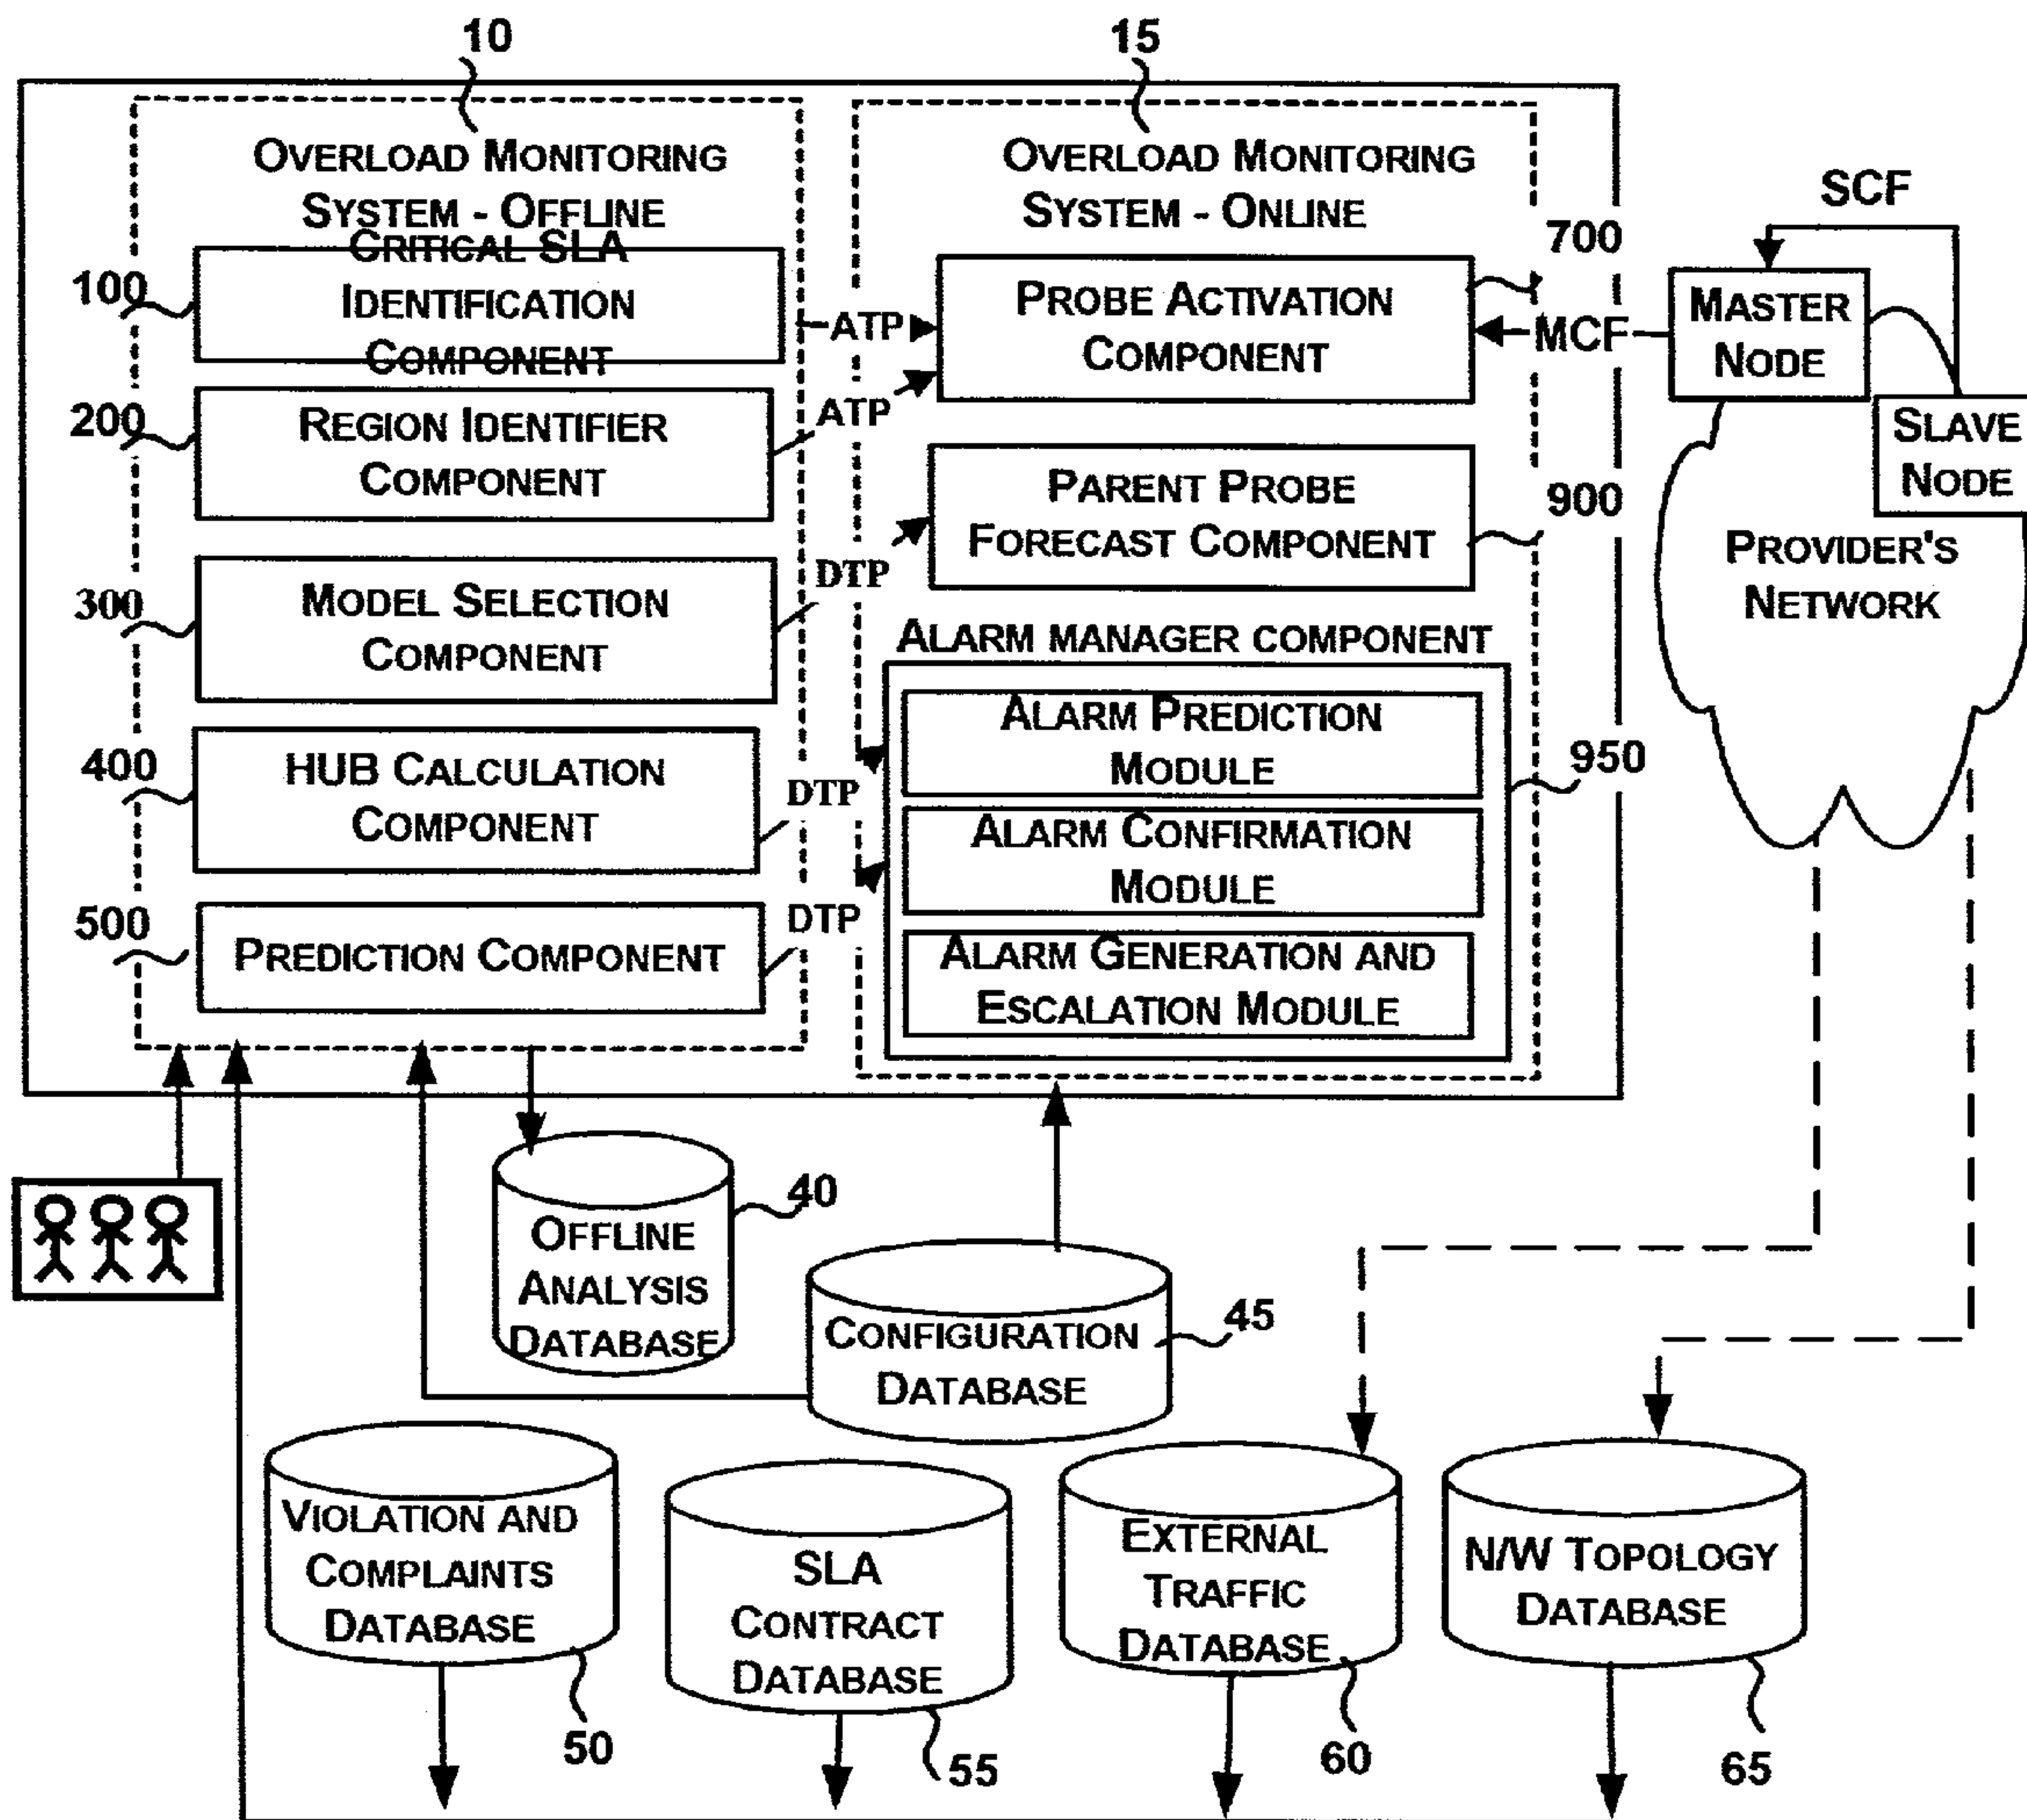 10
15
OVERLOAD MONITORING
SYSTEM - OFFLINE
OVERLOAD MONITORING
SYSTEM - ONLINE
SCF
100
CRITICAL SLA
IDENTIFICATION
COMPONENT
ATP
PROBE ACTIVATION
COMPONENT
700
MCF
MASTER
NODE
200
REGION IDENTIFIER
COMPONENT
ATP
SLAVE
NODE
PARENT PROBE
FORECAST COMPONENT
900
PROVIDER'S
NETWORK
300
MODEL SELECTION
COMPONENT
DTP
ALARM MANAGER COMPONENT
ALARM PREDICTION
MODULE
950
400
HUB CALCULATION
COMPONENT
DTP
ALARM CONFIRMATION
MODULE
500
PREDICTION COMPONENT
DTP
ALARM GENERATION AND
ESCALATION MODULE
40
OFFLINE
ANALYSIS
DATABASE
45
CONFIGURATION
DATABASE
VIOLATION AND
COMPLAINTS
DATABASE
50
SLA
CONTRACT
DATABASE
55
EXTERNAL
TRAFFIC
DATABASE
60
N/W TOPOLOGY
DATABASE
65